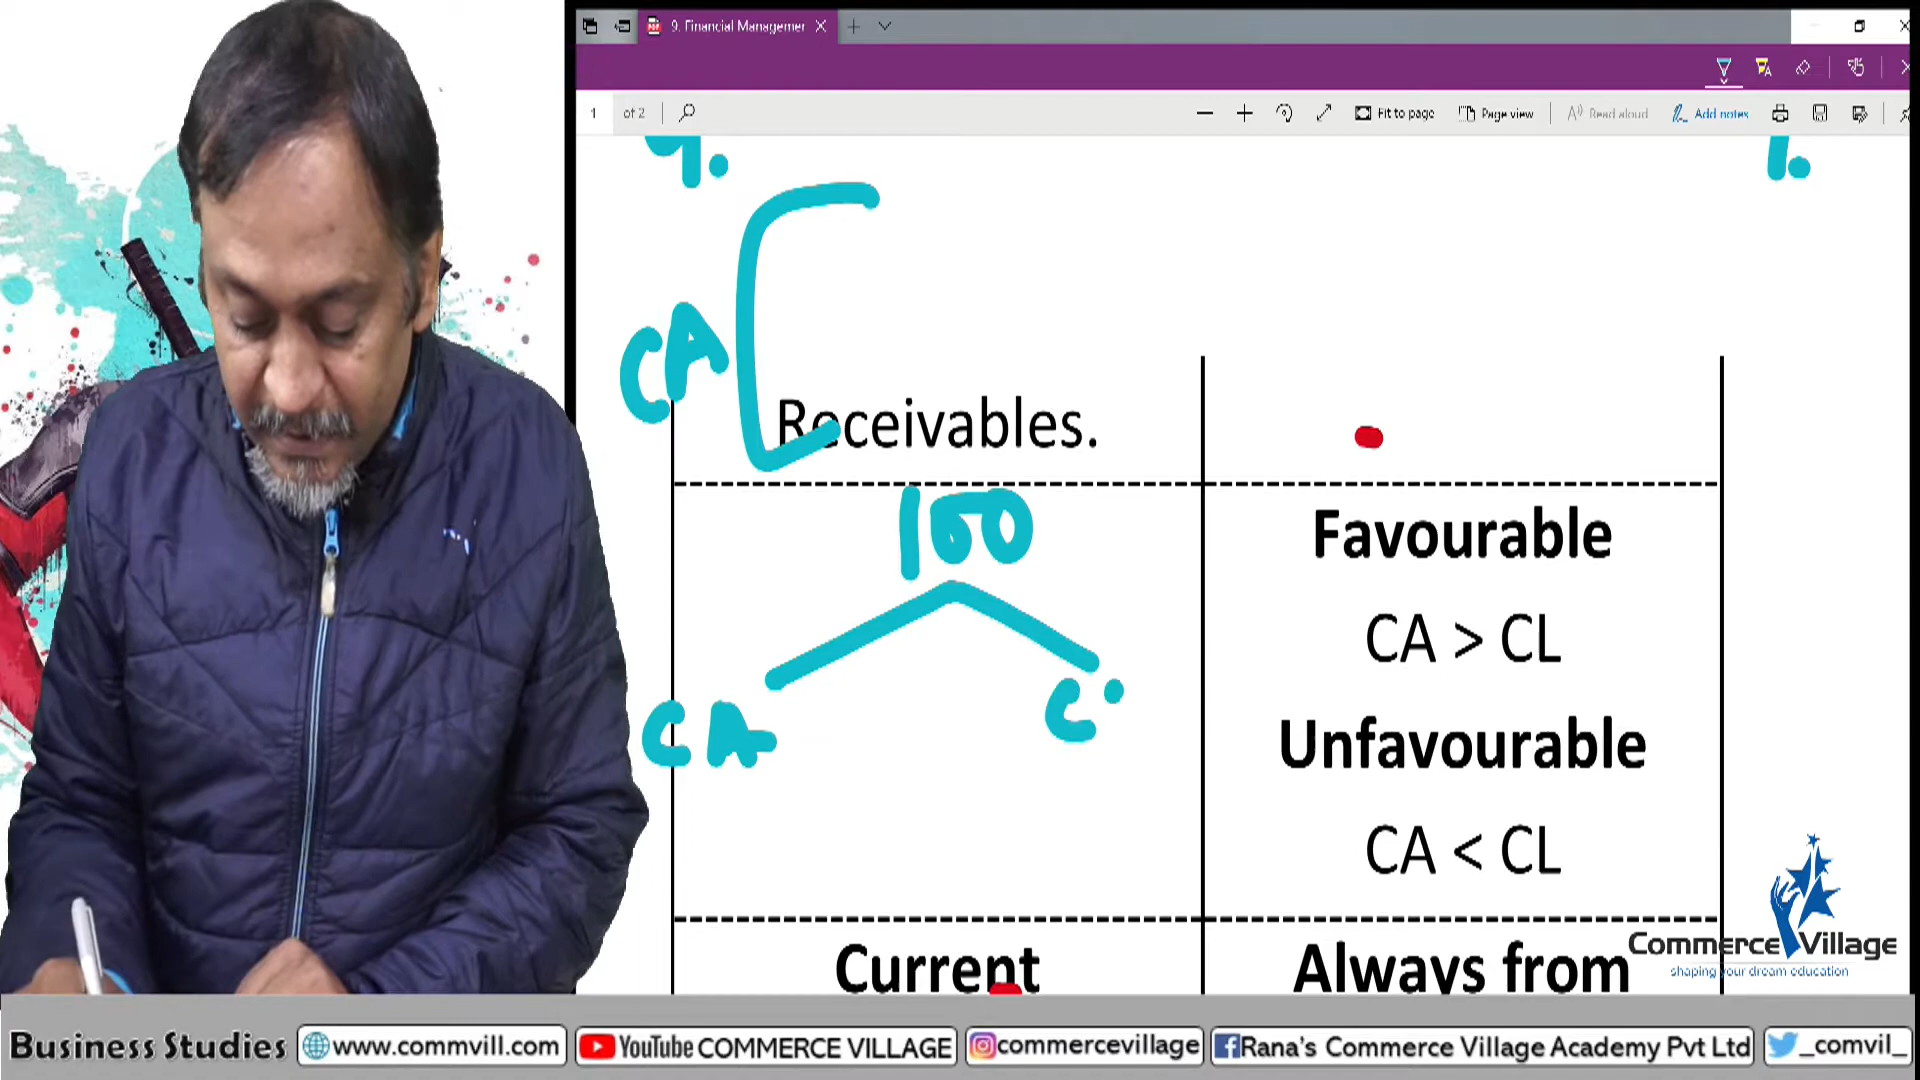 9. Financial Managemer
1 of 2
Fit to page
Page view
Read aloud
Add notes
CA
Receivables.
100
Favourable
CA > CL
CA
C
Unfavourable
CA < CL
Current
Always from
Commerce Village
shaping your dream education
Business Studies
www.commvill.com
YouTube COMMERCE VILLAGE
commercevillage
Rana's Commerce Village Academy Pvt Ltd
_comvil_